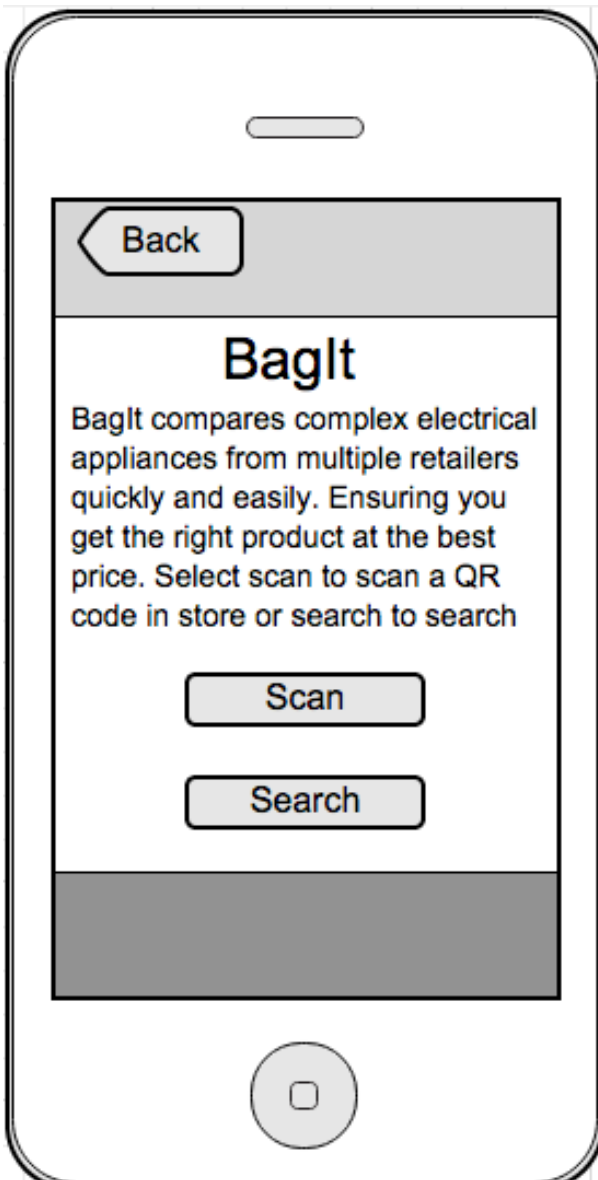 Back
BagIt
BagIt compares complex electrical
appliances from multiple retailers
quickly and easily. Ensuring you
get the right product at the best
price. Select scan to scan a QR
code in store or search to search
Scan
Search